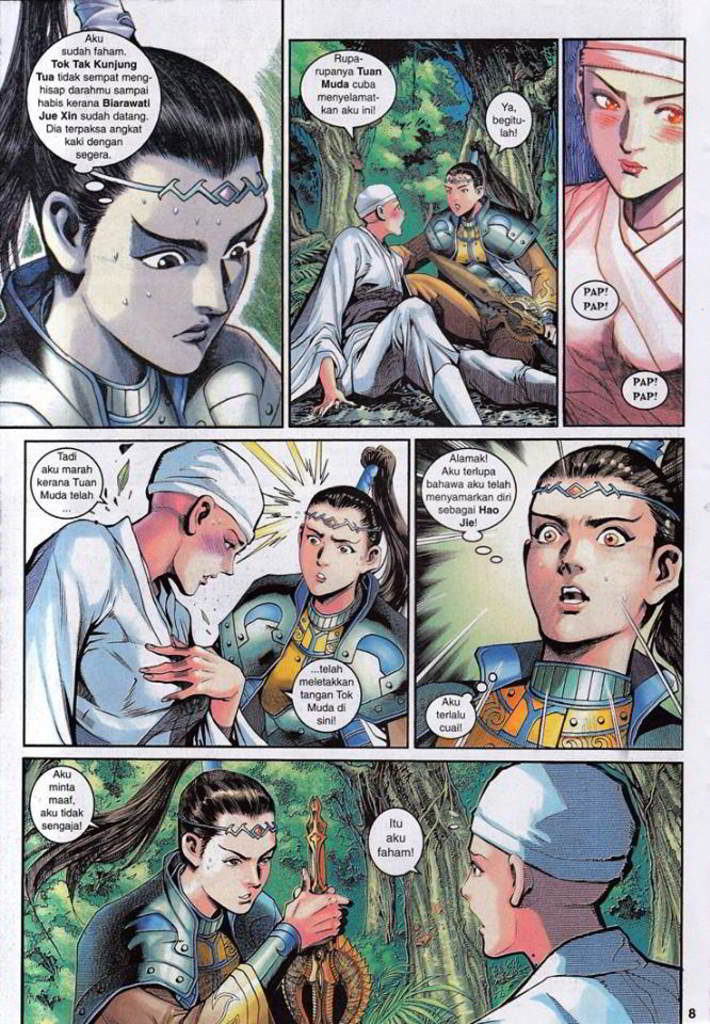 Aku
sudah faham.
Tok Tak Kunjung
Tua tidak sempat meng-
hisap darahmu sampai
habis kerana Biarawati
Jue Xin sudah datang.
Dia terpaksa angkat
kaki dengan
segera.
Rupa-
rupanya Tuan
Muda cuba
menyelamat-
kan aku ini!
Ya,
begitu-
lah!
PAP!
PAP!
PAP!
PAP!
Tadi
aku marah
kerana Tuan
Muda telah
...
...telah
meletakkan
tangan Tok
Muda di
sini!
Alamak!
Aku terlupa
bahawa aku telah
menyamarkan diri
sebagai Hao
Jie!
Aku
terlalu
cuai!
Aku
minta
maaf,
aku tidak
sengaja!
Itu
aku
faham!
8